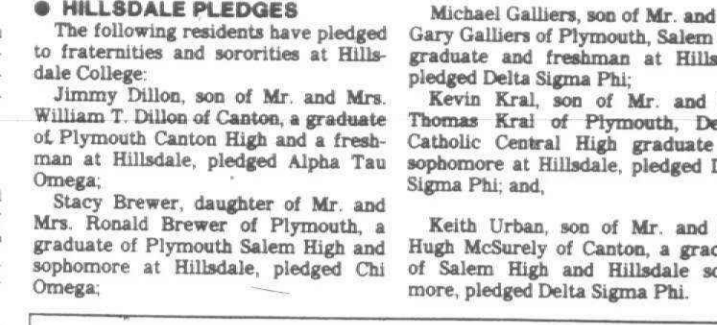 ● HILLSDALE PLEDGES
The following residents have pledged
to fraternities and sororities at Hills-
dale College:
Jimmy Dillon, son of Mr. and Mrs.
William T. Dillon of Canton, a graduate
of Plymouth Canton High and a fresh-
man at Hillsdale, pledged Alpha Tau
Omega;
Stacy Brewer, daughter of Mr. and
Mrs. Ronald Brewer of Plymouth, a
graduate of Plymouth Salem High and
sophomore at Hillsdale, pledged Chi
Omega;
Michael Galliers, son of Mr. and
Gary Galliers of Plymouth, Salem
graduate and freshman at Hills
pledged Delta Sigma Phi;
Kevin Kral, son of Mr. and
Thomas Kral of Plymouth, De
Catholic Central High graduate
sophomore at Hillsdale, pledged
Sigma Phi; and,
Keith Urban, son of Mr. and
Hugh McSurely of Canton, a grad
of Salem High and Hillsdale so
more, pledged Delta Sigma Phi.